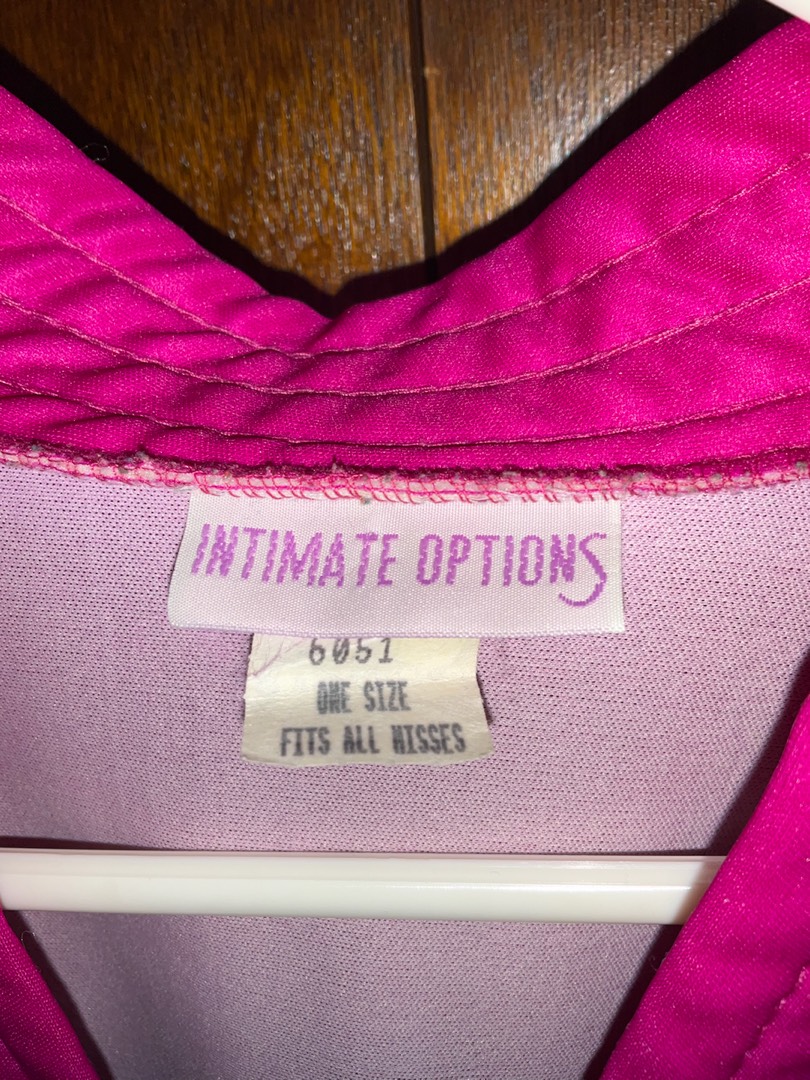 INTIMATE OPTIONS
6051
ONE SIZE
FITS ALL MISSES